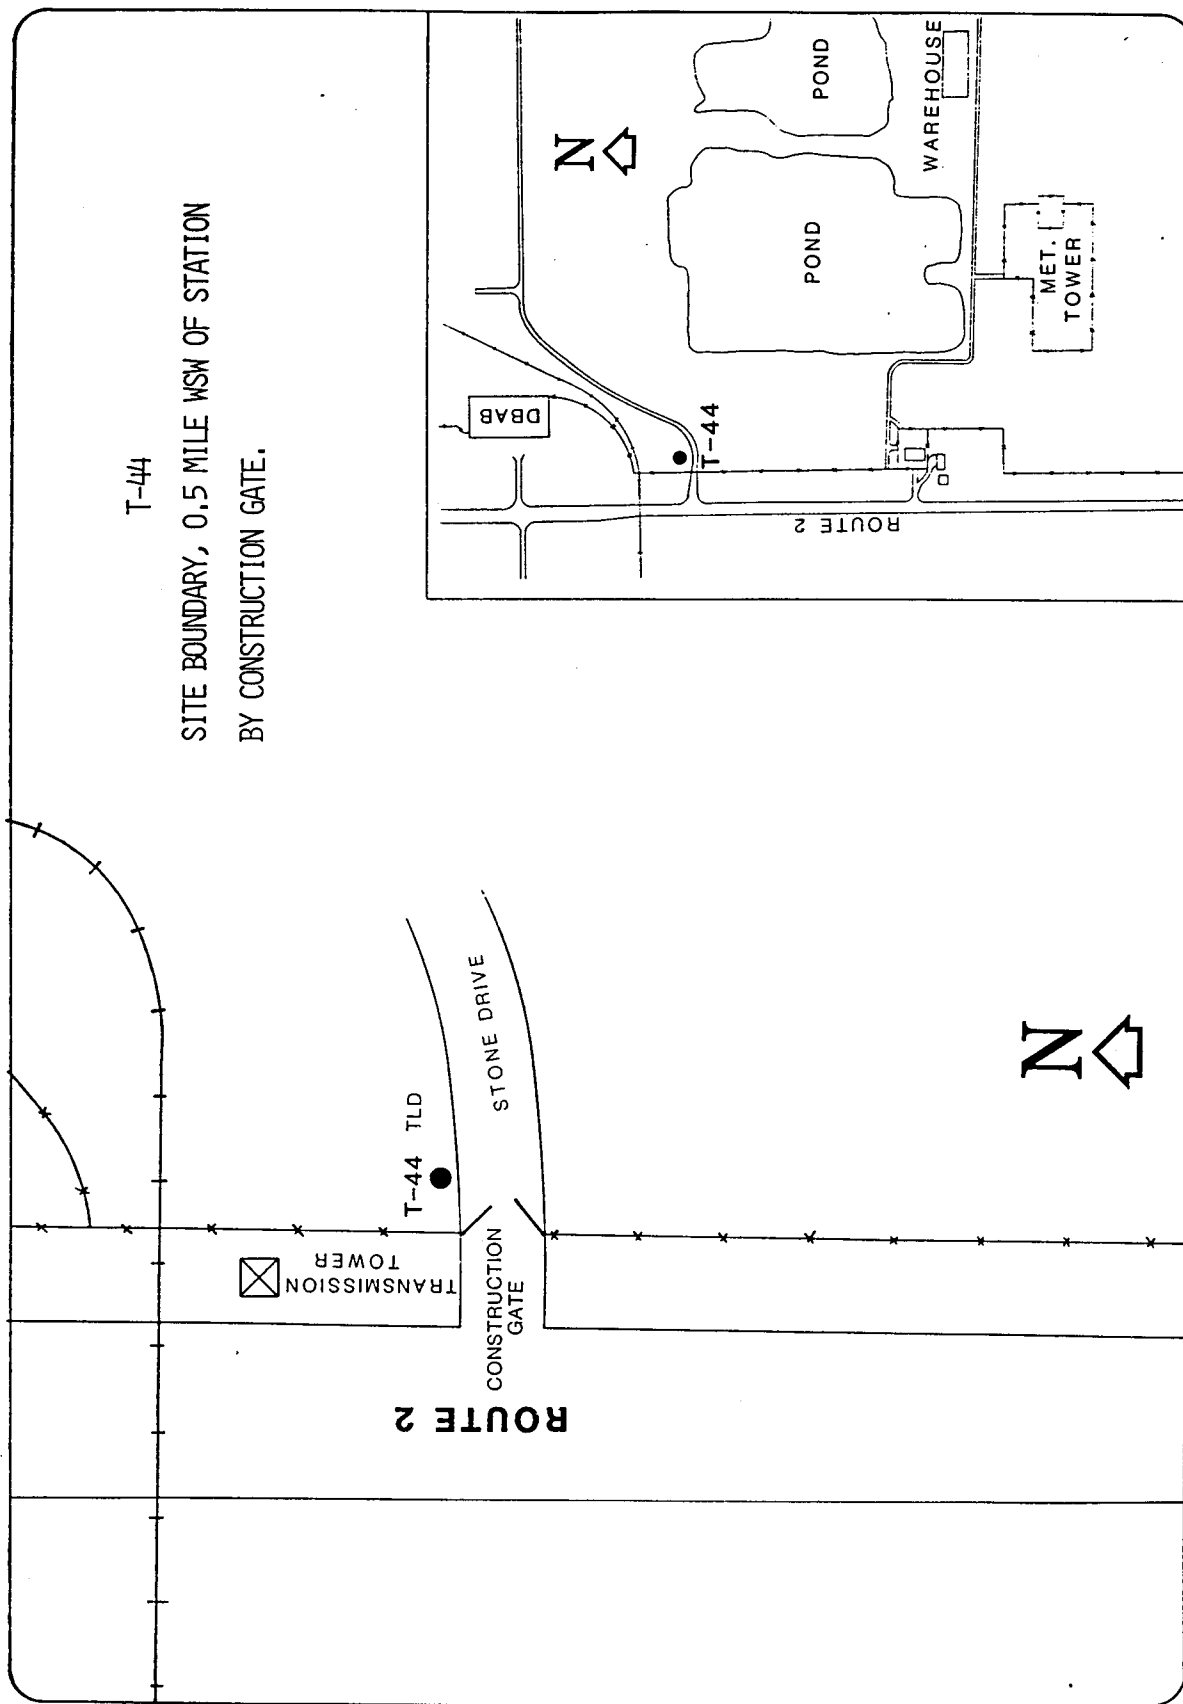 T-44
SITE BOUNDARY, 0.5 MILE WSW OF STATION
BY CONSTRUCTION GATE.
TRANSMISSION
TOWER
T-44 TLD
STONE DRIVE
CONSTRUCTION
GATE
ROUTE 2
N
DBAB
N
T-44
ROUTE 2
POND
POND
WAREHOUSE
MET.
TOWER